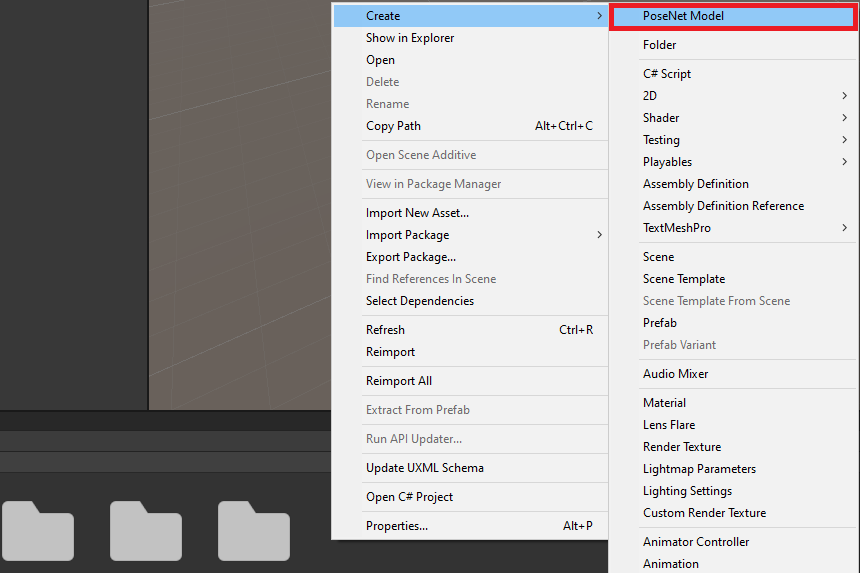 Create
Show in Explorer
Open
Delete
Rename
Copy Path Alt+Ctrl+C
Open Scene Additive
View in Package Manager
Import New Asset...
Import Package
Export Package...
Find References In Scene
Select Dependencies
Refresh Ctrl+R
Reimport
Reimport All
Extract From Prefab
Run API Updater...
Update UXML Schema
Open C# Project
Properties... Alt+P
PoseNet Model
Folder
C# Script
2D
Shader
Testing
Playables
Assembly Definition
Assembly Definition Reference
TextMeshPro
Scene
Scene Template
Scene Template From Scene
Prefab
Prefab Variant
Audio Mixer
Material
Lens Flare
Render Texture
Lightmap Parameters
Lighting Settings
Custom Render Texture
Animator Controller
Animation